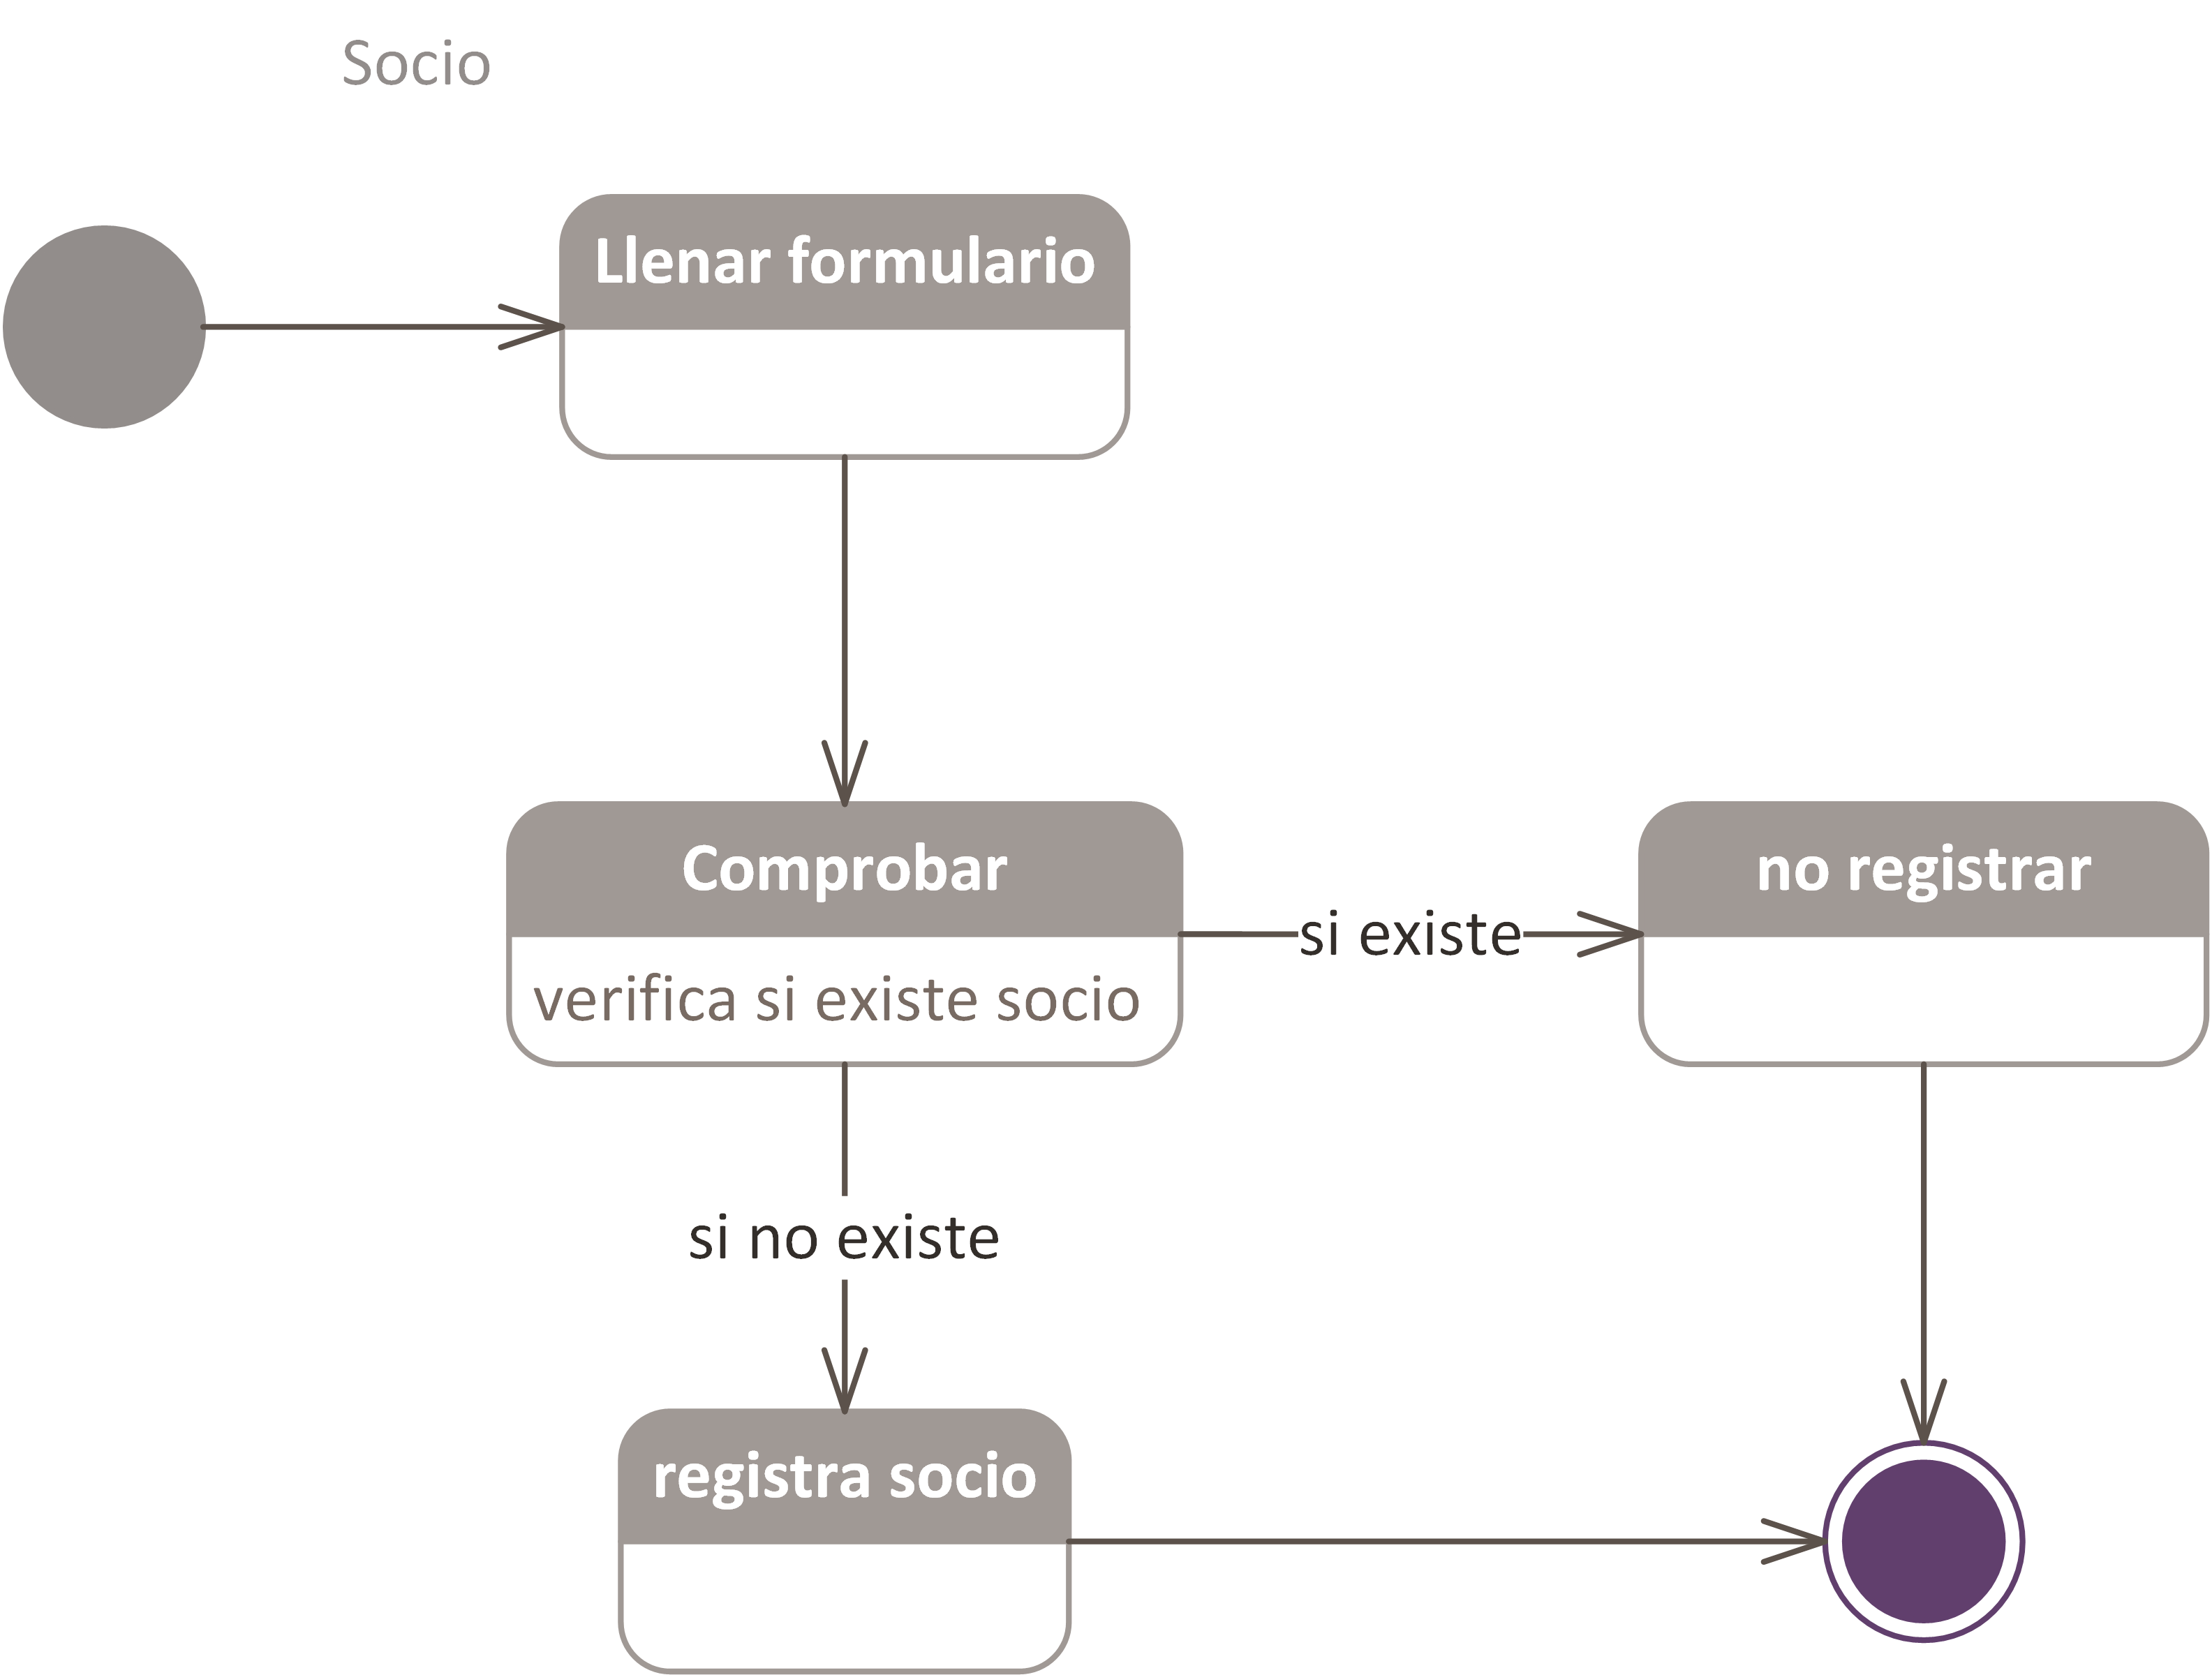 Socio
Llenar formulario
Comprobar
verifica si existe socio
si existe
no registrar
si no existe
registra socio